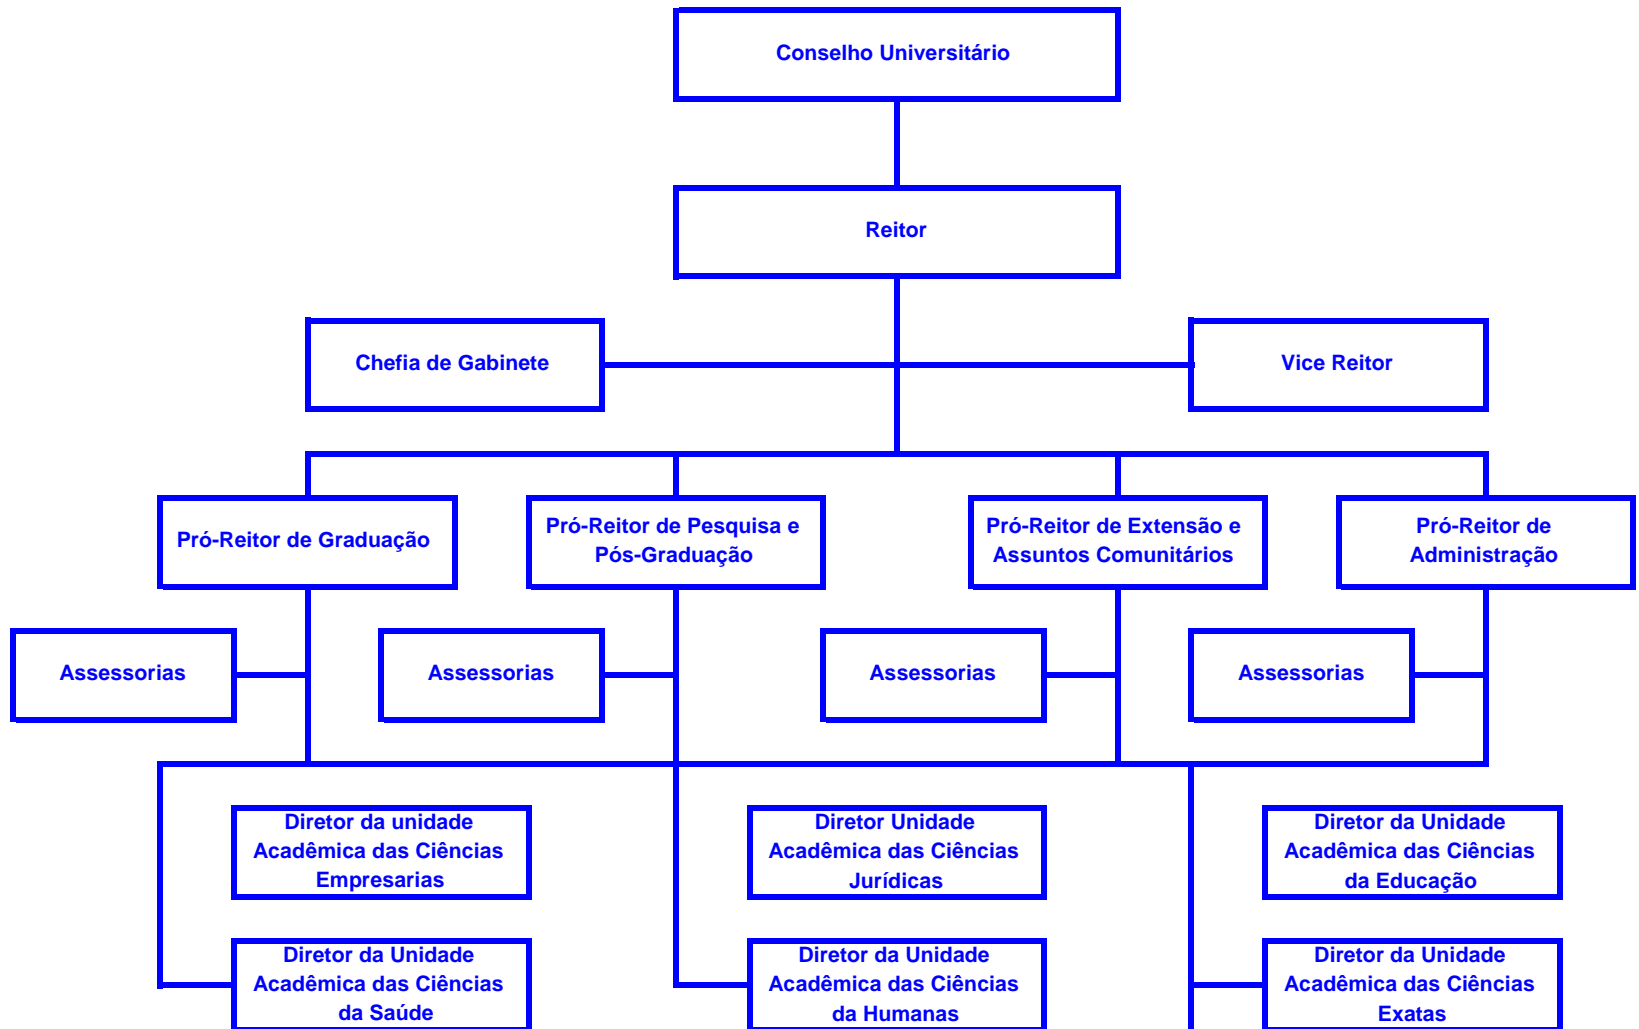 Conselho Universitário
Reitor
Chefia de Gabinete
Vice Reitor
Pró-Reitor de Graduação
Pró-Reitor de Pesquisa e
Pós-Graduação
Pró-Reitor de Extensão e
Assuntos Comunitários
Pró-Reitor de
Administração
Assessorias
Assessorias
Assessorias
Assessorias
Diretor da unidade
Acadêmica das Ciências
Empresarias
Diretor Unidade
Acadêmica das Ciências
Jurídicas
Diretor da Unidade
Acadêmica das Ciências
da Educação
Diretor da Unidade
Acadêmica das Ciências
da Saúde
Diretor da Unidade
Acadêmica das Ciências
da Humanas
Diretor da Unidade
Acadêmica das Ciências
Exatas